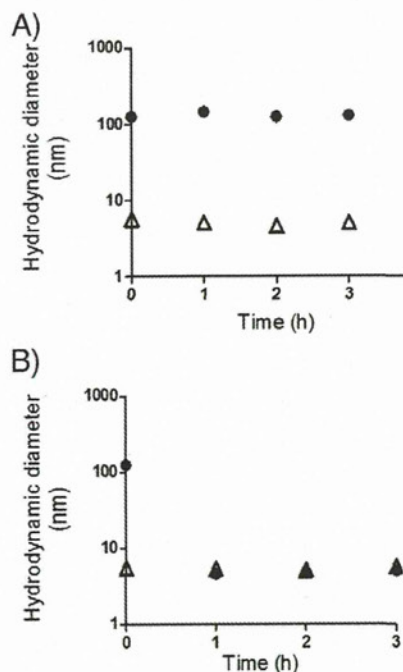 A)
Hydrodynamic diameter
(nm)
1000
100
10
1
0 1 2 3
Time (h)
B)
Hydrodynamic diameter
(nm)
1000
100
10
1
0 1 2 3
Time (h)